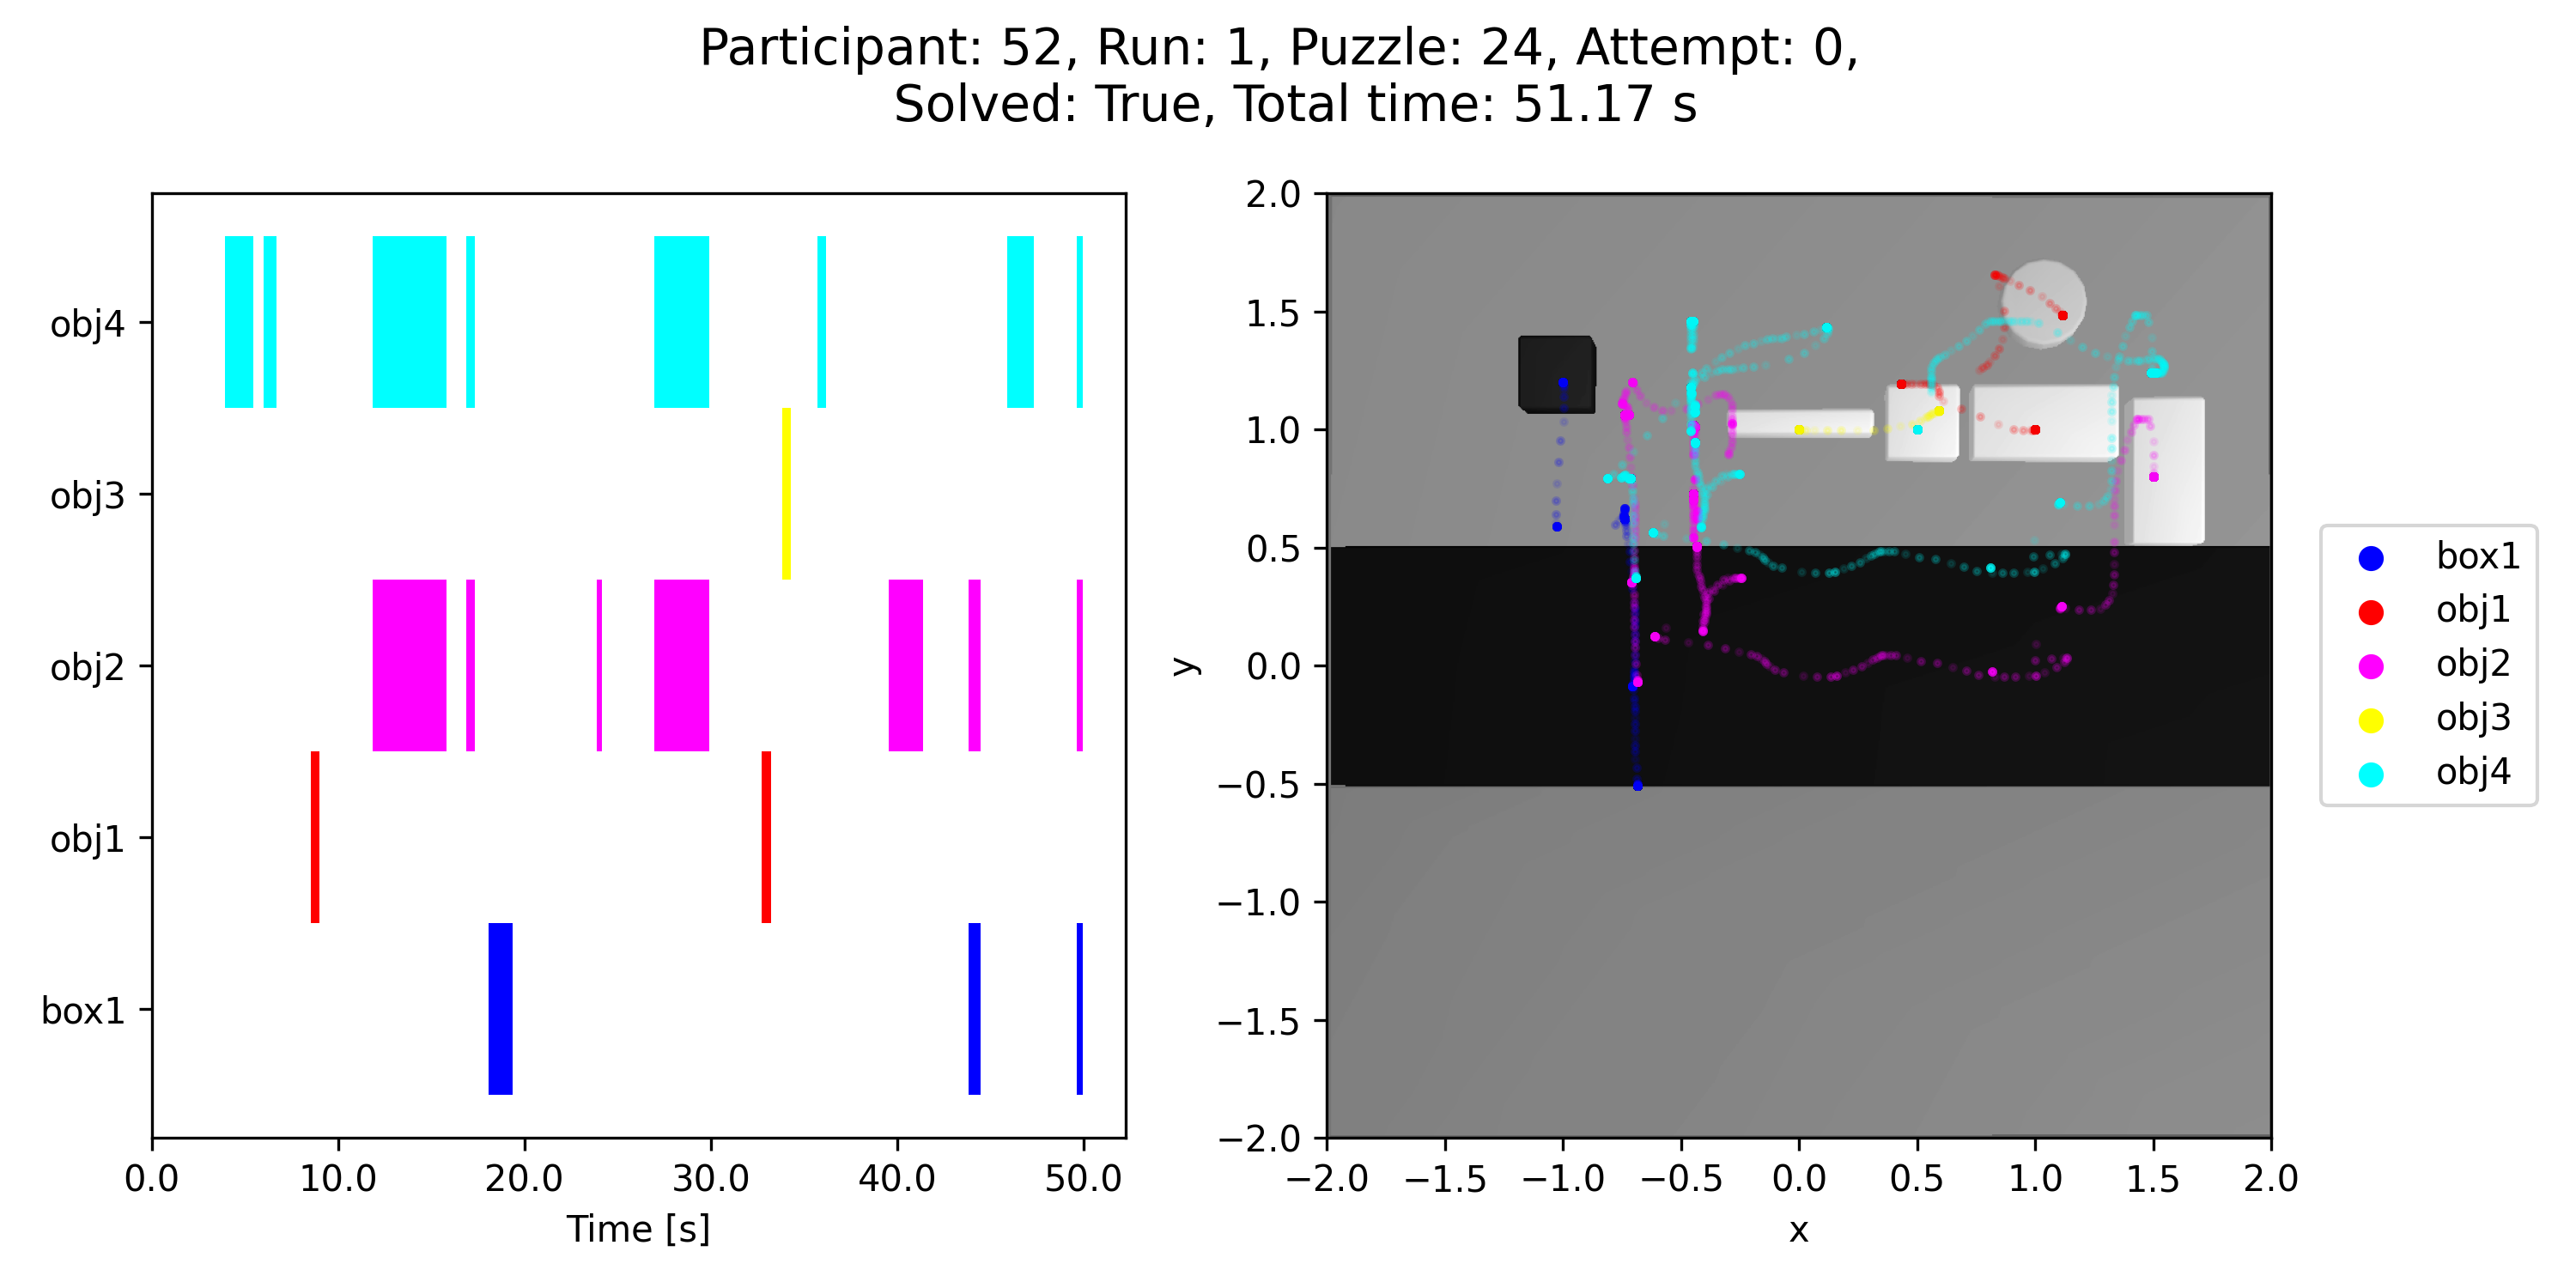 Participant: 52, Run: 1, Puzzle: 24, Attempt: 0,
Solved: True, Total time: 51.17 s
obj4
obj3
obj2
obj1
box1
0.0 10.0 20.0 30.0 40.0 50.0
Time [s]
2.0
1.5
1.0
0.5
0.0
−0.5
−1.0
−1.5
−2.0
y
−2.0 −1.5 −1.0 −0.5 0.0 0.5 1.0 1.5 2.0
x
box1
obj1
obj2
obj3
obj4